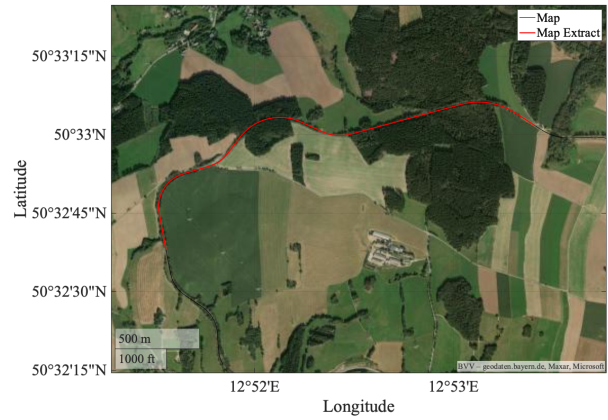 Map
Map Extract
50°33'15"N
50°33'N
50°32'45"N
50°32'30"N
50°32'15"N
Latitude
500 m
1000 ft
BVV – geodaten.bayern.de, Maxar, Microsoft
12°52'E
12°53'E
Longitude